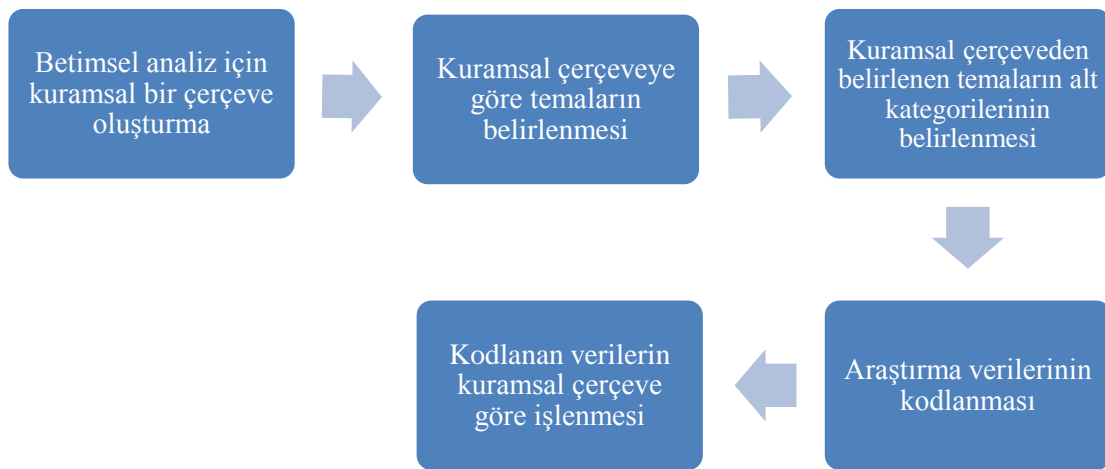 Betimsel analiz için
kuramsal bir çerçeve
oluşturma
Kuramsal çerçeveye
göre temaların
belirlenmesi
Kuramsal çerçeveden
belirlenen temaların alt
kategorilerinin
belirlenmesi
Araştırma verilerinin
kodlanması
Kodlanan verilerin
kuramsal çerçeve
göre işlenmesi